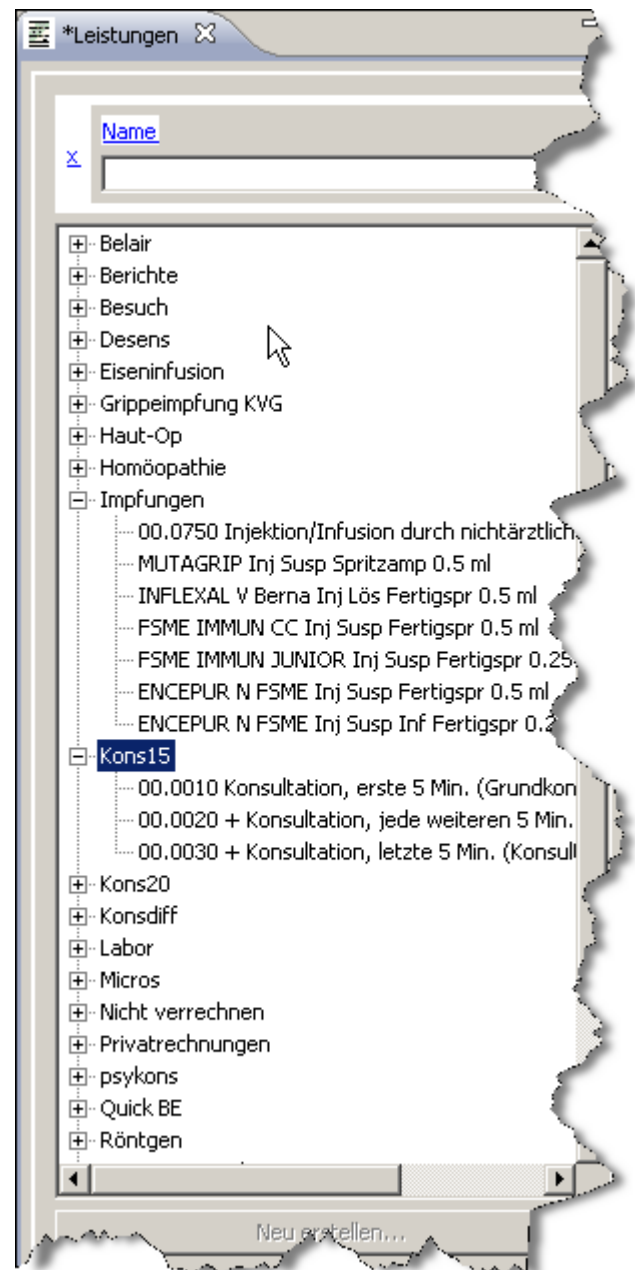 *Leistungen
Name
x
Belair
Berichte
Besuch
Desens
Eiseninfusion
Grippeimpfung KVG
Haut-Op
Homöopathie
Impfungen
00.0750 Injektion/Infusion durch nichtärztlich
MUTAGRIP Inj Susp Spritzamp 0.5 ml
INFLEXAL V Berna Inj Lös Fertigspr 0.5 ml
FSME IMMUN CC Inj Susp Fertigspr 0.5 ml
FSME IMMUN JUNIOR Inj Susp Fertigspr 0.25
ENCEPUR N FSME Inj Susp Fertigspr 0.5 ml
ENCEPUR N FSME Inj Susp Inf Fertigspr 0.2
Kons15
00.0010 Konsultation, erste 5 Min. (Grundkon
00.0020 + Konsultation, jede weiteren 5 Min.
00.0030 + Konsultation, letzte 5 Min. (Konsult
Kons20
Konsdiff
Labor
Micros
Nicht verrechnen
Privatrechnungen
psykons
Quick BE
Röntgen
Neu erstellen...